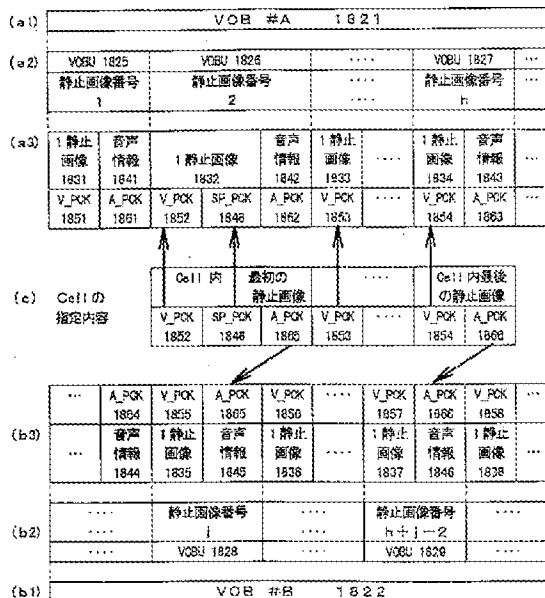 (a1) VOB #A 1821
(a2) VOBU 1825 VOBU 1826 ···· VOBU 1827 ···
静止画像番号 静止画像番号 ···· 静止画像番号 ···
1 2 ···· h
(a3) 1静止 音声 音声 1静止 1静止 音声
画像 情報 1静止画像 情報 画像 ···· 画像 情報 ···
1831 1841 1832 1842 1833 1834 1843
V_PCK A_PCK V_PCK SP_PCK A_PCK V_PCK V_PCK A_PCK
1851 1861 1852 1848 1862 1853 ···· 1854 1863 ···
(c) Cellの
指定内容
Cell 内 最初の ···· Cell 内最後
静止画像 の静止画像
V_PCK SP_PCK A_PCK V_PCK V_PCK A_PCK
1852 1848 1865 1853 ···· 1854 1866
(b3) ··· A_PCK V_PCK A_PCK V_PCK ···· V_PCK A_PCK V_PCK
1864 1855 1865 1856 1857 1866 1858
音声 1静止 音声 1静止 1静止 音声 1静止
··· 情報 画像 情報 画像 ···· 画像 情報 画像 ···
1844 1835 1845 1836 1837 1846 1838
(b2) ···· 静止画像番号 ···· 静止画像番号 ····
···· j ···· h+j-2 ····
···· VOBU 1828 ···· VOBU 1829 ····
(b1) VOB #B 1822